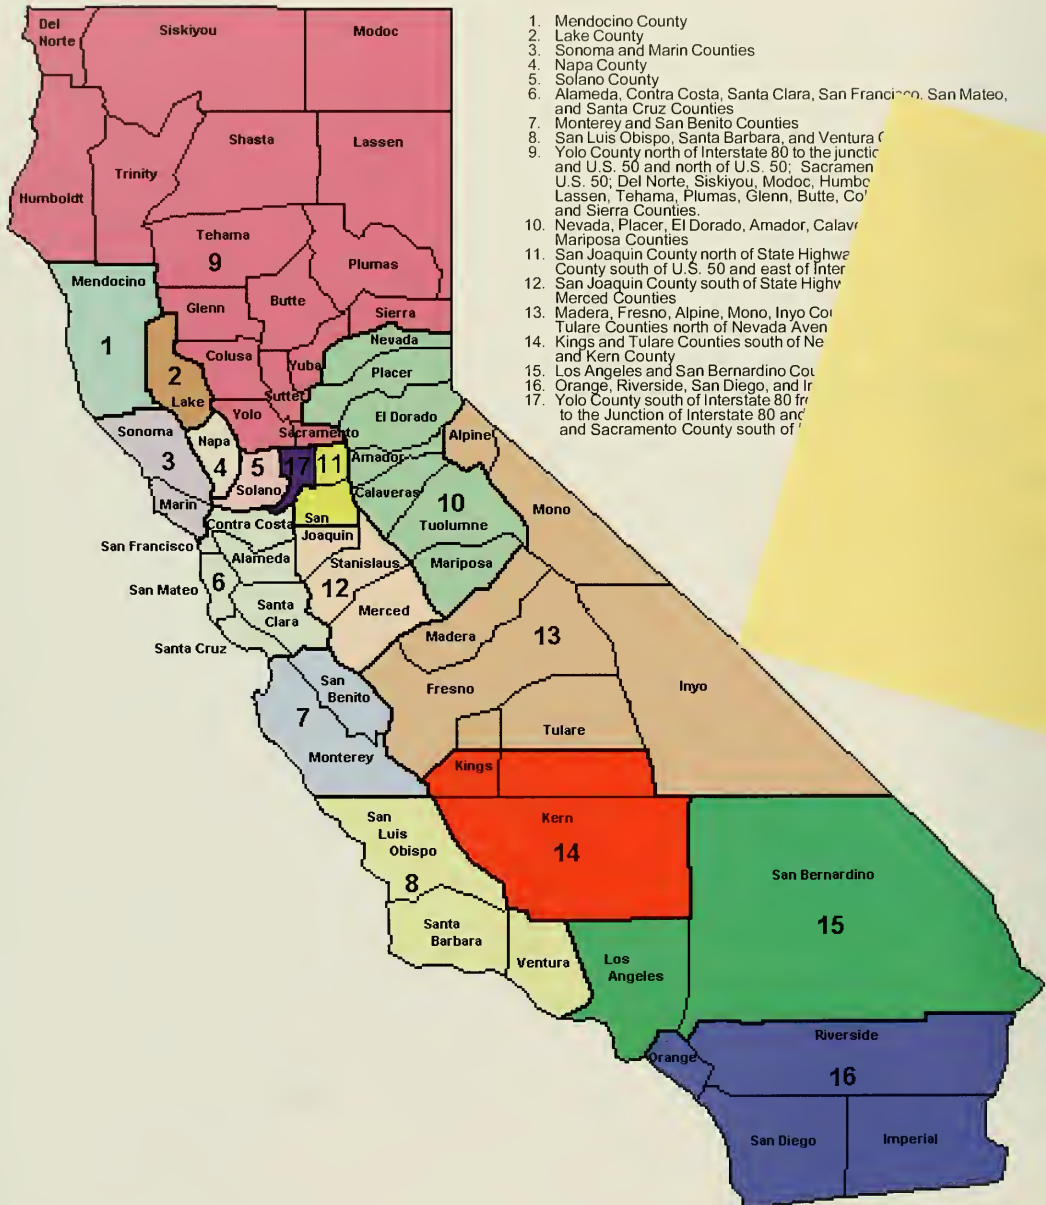 1. Mendocino County
2. Lake County
3. Sonoma and Marin Counties
4. Napa County
5. Solano County
6. Alameda, Contra Costa, Santa Clara, San Francisco, San Mateo,
and Santa Cruz Counties
7. Monterey and San Benito Counties
8. San Luis Obispo, Santa Barbara, and Ventura
9. Yolo County north of Interstate 80 to the
and U.S. 50 and north of U.S. 50;
U.S. 50; Del Norte, Siskiyou, Modoc,
Lassen, Tehama, Plumas, Glenn, Butte,
and Sierra Counties.
10. Nevada, Placer, El Dorado, Amador,
Mariposa Counties
11. San Joaquin County north of State
County south of U.S. 50 and east of
12. San Joaquin County south of State
Merced Counties
13. Madera, Fresno, Alpine, Mono, Inyo
Tulare Counties north of Nevada
14. Kings and Tulare Counties south of
and Kern County
15. Los Angeles and San Bernardino
16. Orange, Riverside, San Diego, and
17. Yolo County south of Interstate 80
to the Junction of Interstate 80 and
and Sacramento County south of
Del
Norte
Siskiyou
Modoc
Shasta
Lassen
Trinity
Humboldt
Tehama
9
Plumas
Mendocino
Butte
Glenn
Sierra
1
Nevada
Colusa
Yuba
Placer
2
Lake
Sutter
Yolo
El Dorado
Sonoma
Sacramento
Napa
Alpine
3
4
5
17
11
Amador
Solano
Calaveras
10
Marin
San
Joaquin
Contra Costa
Tuolumne
Mono
San Francisco
Alameda
Stanislaus
Mariposa
San Mateo
6
12
Santa
Clara
Merced
Madera
13
Santa Cruz
San
Benito
Fresno
Inyo
7
Tulare
Monterey
Kings
San
Luis
Obispo
Kern
14
8
San Bernardino
Santa
Barbara
15
Ventura
Los
Angeles
Riverside
Orange
16
San Diego
Imperial